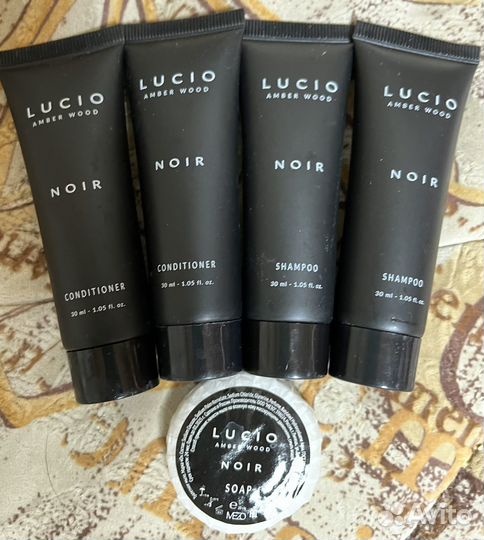 LUCIO
AMBER WOOD
NOIR
CONDITIONER
30 ml - 1.05 fl. oz.
LUCIO
AMBER WOOD
NOIR
CONDITIONER
30 ml - 1.05 fl. oz.
LUCIO
AMBER WOOD
NOIR
SHAMPOO
30 ml - 1.05 fl. oz.
LUCIO
AMBER WOOD
NOIR
SHAMPOO
30 ml - 1.05 fl. oz.
LUCIO
AMBER WOOD
NOIR
SOAP
MEZO
Avito